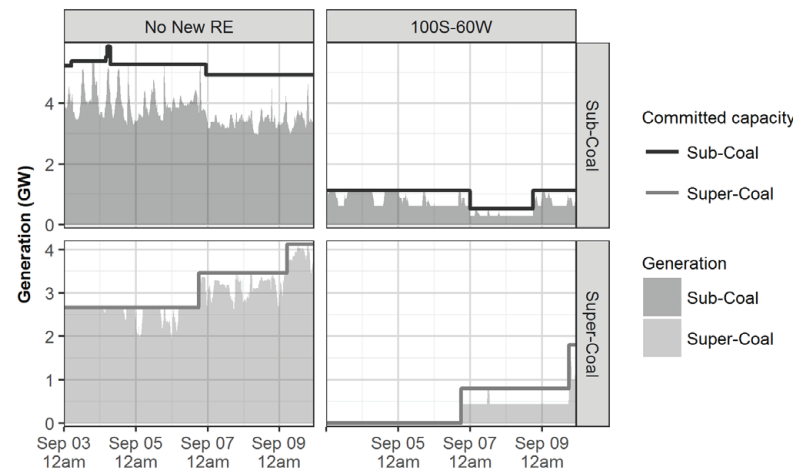 No New RE
100S-60W
Generation (GW)
4
2
0
Sub-Coal
4
3
2
1
0
Super-Coal
Sep 03 Sep 05 Sep 07 Sep 09
12am 12am 12am 12am
Sep 05 Sep 07 Sep 09
12am 12am 12am
Committed capacity
Sub-Coal
Super-Coal
Generation
Sub-Coal
Super-Coal